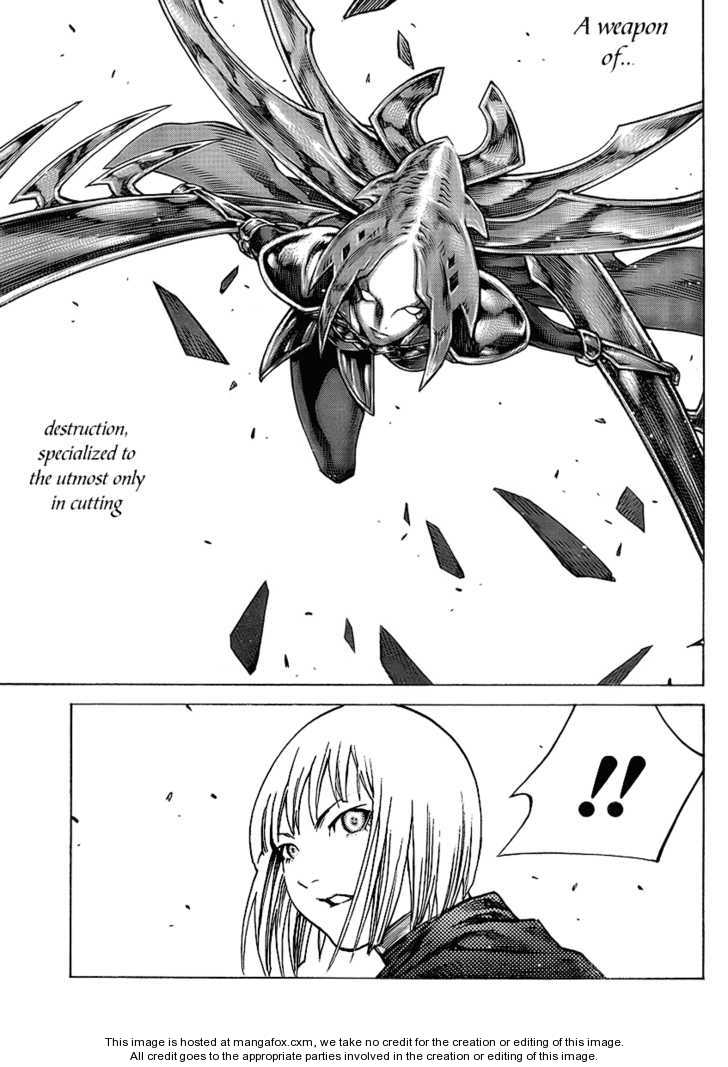 A weapon
of...
destruction,
specialized to
the utmost only
in cutting
!!
This image is hosted at mangafox.cxm, we take no credit for the creation or editing of this image.
All credit goes to the appropriate parties involved in the creation or editing of this image.